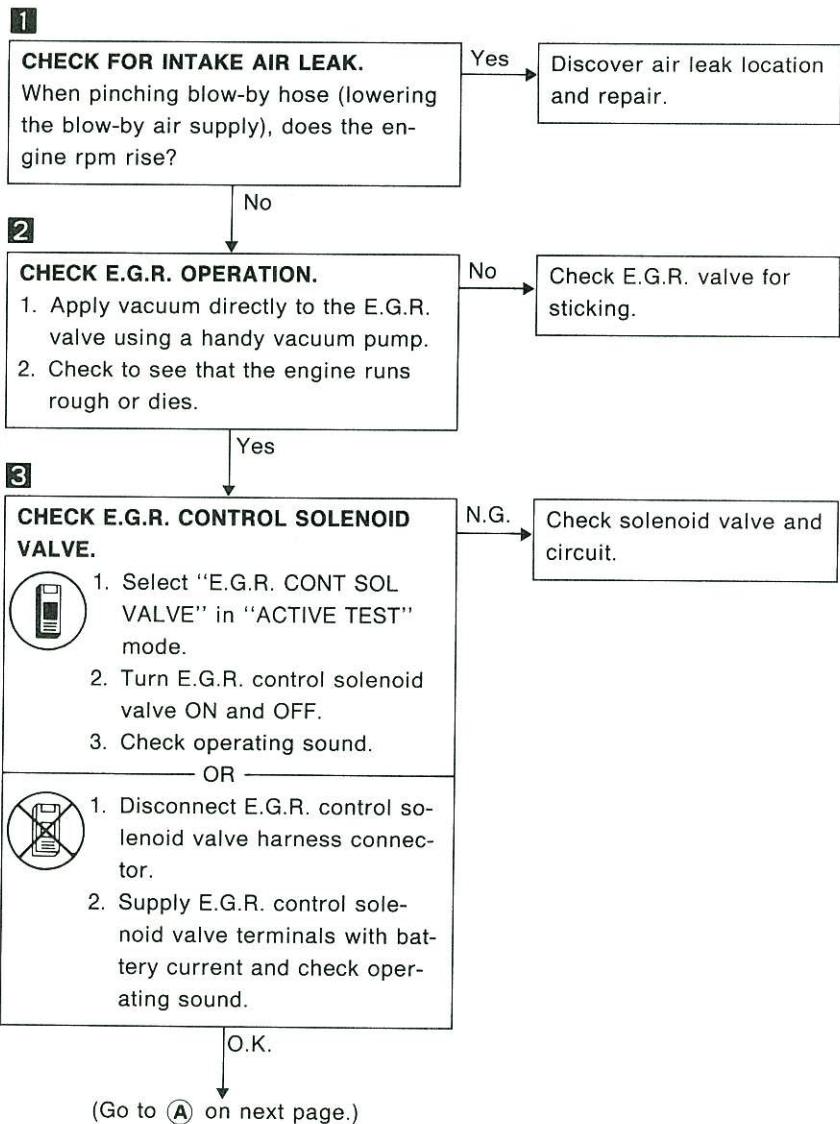 1
CHECK FOR INTAKE AIR LEAK.
When pinching blow-by hose (lowering
the blow-by air supply), does the en-
gine rpm rise?
Yes
Discover air leak location
and repair.
No
2
CHECK E.G.R. OPERATION.
1. Apply vacuum directly to the E.G.R.
valve using a handy vacuum pump.
2. Check to see that the engine runs
rough or dies.
No
Check E.G.R. valve for
sticking.
Yes
3
CHECK E.G.R. CONTROL SOLENOID
VALVE.
1. Select "E.G.R. CONT SOL
VALVE" in "ACTIVE TEST"
mode.
2. Turn E.G.R. control solenoid
valve ON and OFF.
3. Check operating sound.
OR
1. Disconnect E.G.R. control so-
lenoid valve harness connec-
tor.
2. Supply E.G.R. control sole-
noid valve terminals with bat-
tery current and check oper-
ating sound.
N.G.
Check solenoid valve and
circuit.
O.K.
(Go to A on next page.)